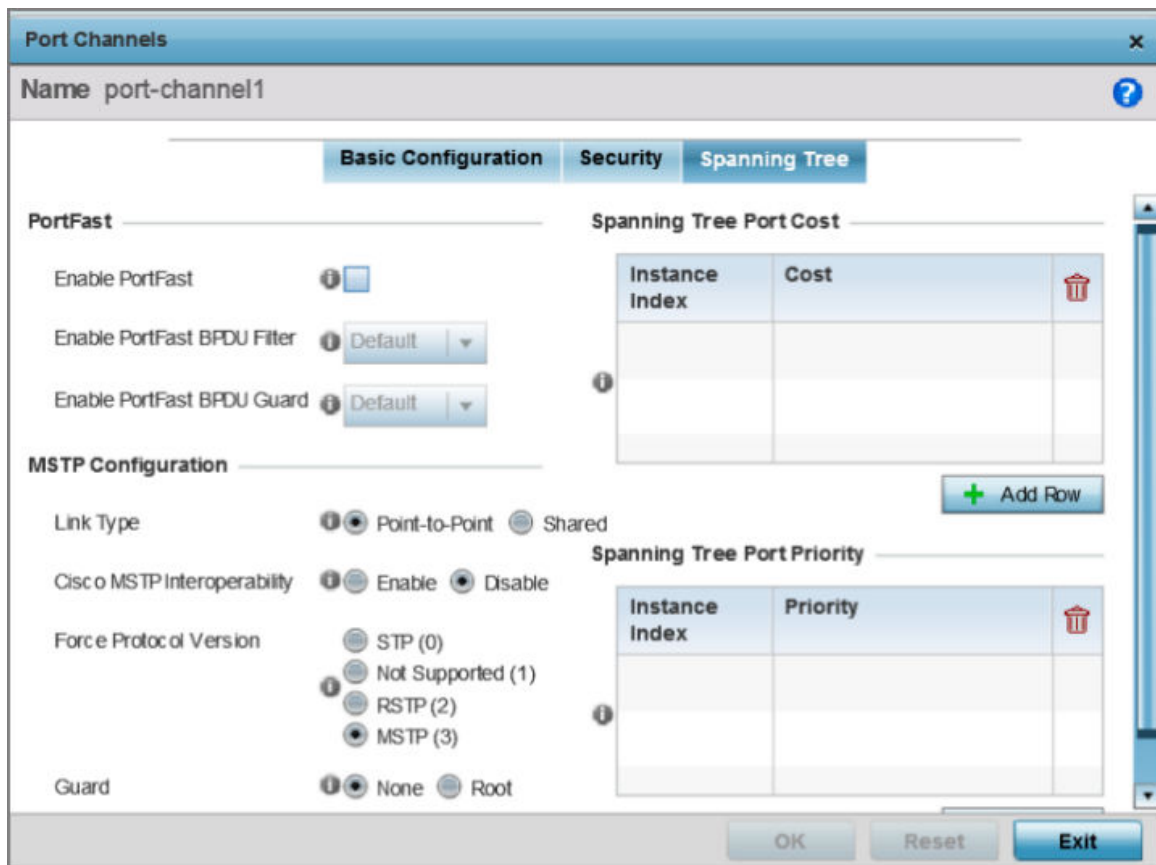 Port Channels
Name port-channel1
Basic Configuration Security Spanning Tree
PortFast
Enable PortFast
Enable PortFast BPDU Filter Default
Enable PortFast BPDU Guard Default
MSTP Configuration
Link Type Point-to-Point Shared
Cisco MSTP Interoperability Enable Disable
Force Protocol Version STP (0)
Not Supported (1)
RSTP (2)
MSTP (3)
Guard None Root
Spanning Tree Port Cost
Instance Index Cost
Add Row
Spanning Tree Port Priority
Instance Index Priority
OK Reset Exit